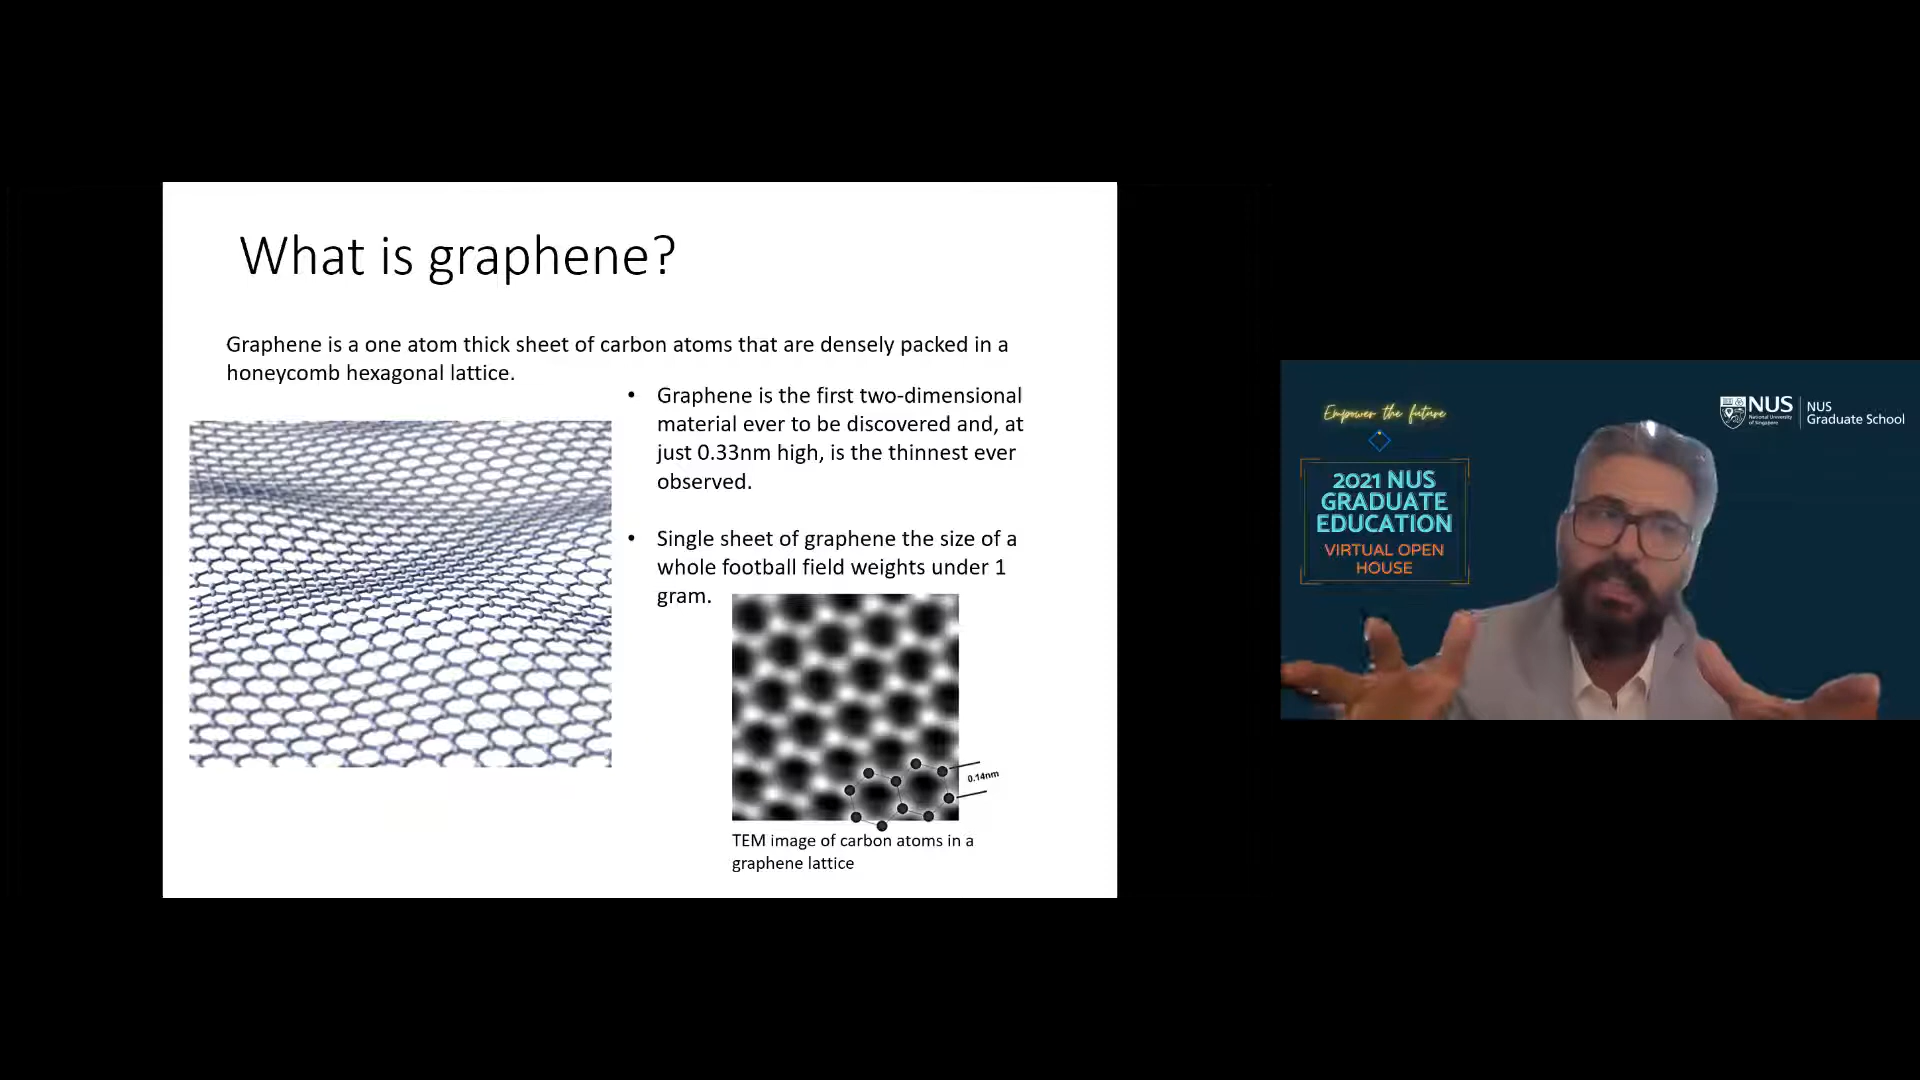 What is graphene?
Graphene is a one atom thick sheet of carbon atoms that are densely packed in a
honeycomb hexagonal lattice.
• Graphene is the first two-dimensional
material ever to be discovered and, at
just 0.33nm high, is the thinnest ever
observed.
• Single sheet of graphene the size of a
whole football field weights under 1
gram.
0.14nm
TEM image of carbon atoms in a
graphene lattice
Empower the future
2021 NUS
GRADUATE
EDUCATION
VIRTUAL OPEN
HOUSE
NUS
National University
of Singapore
NUS
Graduate School